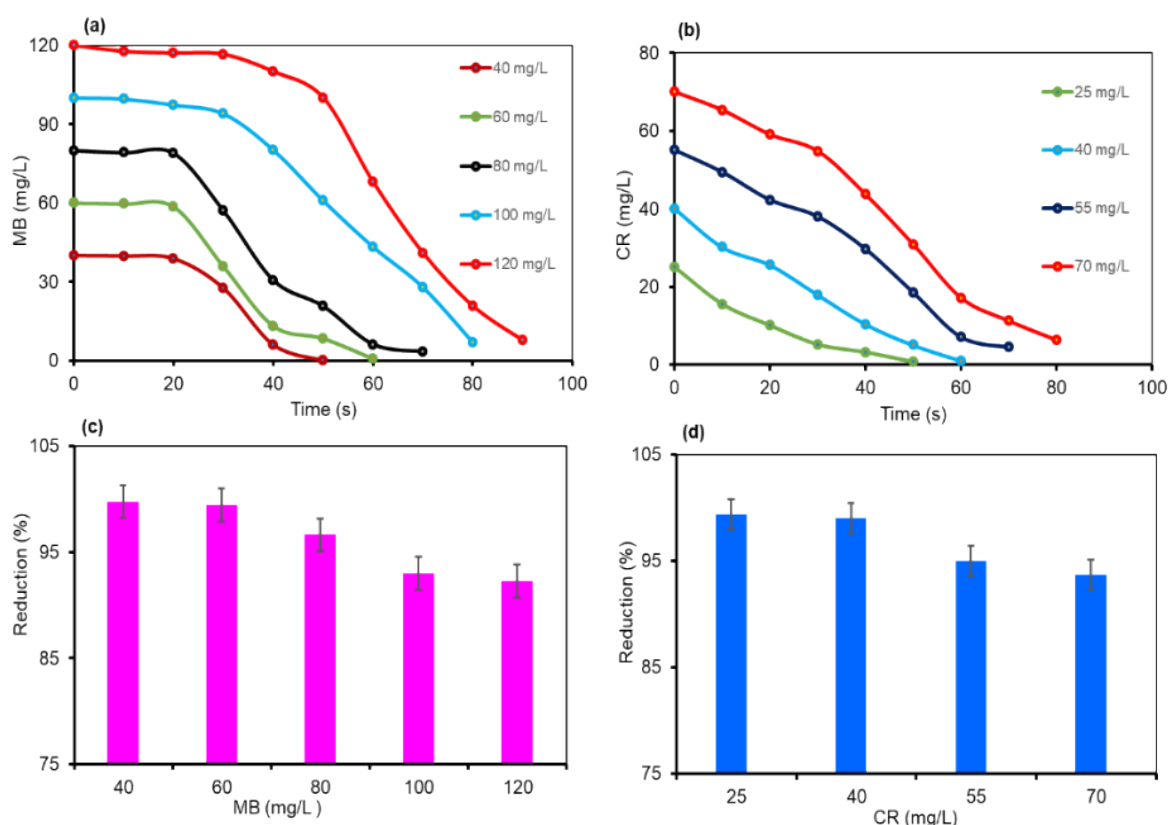 (a)
MB (mg/L)
120
90
60
30
0
40 mg/L
60 mg/L
80 mg/L
100 mg/L
120 mg/L
0 20 40 60 80 100
Time (s)
(b)
CR (mg/L)
80
60
40
20
0
25 mg/L
40 mg/L
55 mg/L
70 mg/L
0 20 40 60 80 100
Time (s)
(c)
Reduction (%)
105
95
85
75
40 60 80 100 120
MB (mg/L )
(d)
Reduction (%)
105
95
85
75
25 40 55 70
CR (mg/L)